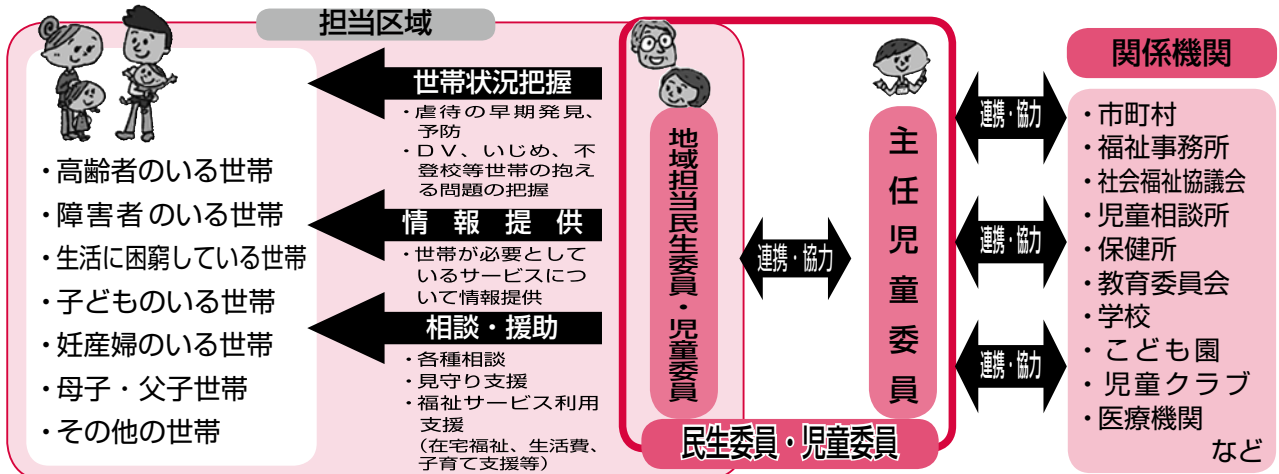 担当区域
・高齢者のいる世帯
・障害者のいる世帯
・生活に困窮している世帯
・子どものいる世帯
・妊産婦のいる世帯
・母子・父子世帯
・その他の世帯
世帯状況把握
・虐待の早期発見、
予防
・ＤＶ、いじめ、不
登校等世帯の抱え
る問題の把握
情報提供
・世帯が必要として
いるサービスにつ
いて情報提供
相談・援助
・各種相談
・見守り支援
・福祉サービス利用
支援
(在宅福祉、生活費、
子育て支援等)
地域担当民生委員・児童委員
連携・協力
主任児童委員
民生委員・児童委員
連携・協力
連携・協力
連携・協力
関係機関
・市町村
・福祉事務所
・社会福祉協議会
・児童相談所
・保健所
・教育委員会
・学校
・こども園
・児童クラブ
・医療機関
など